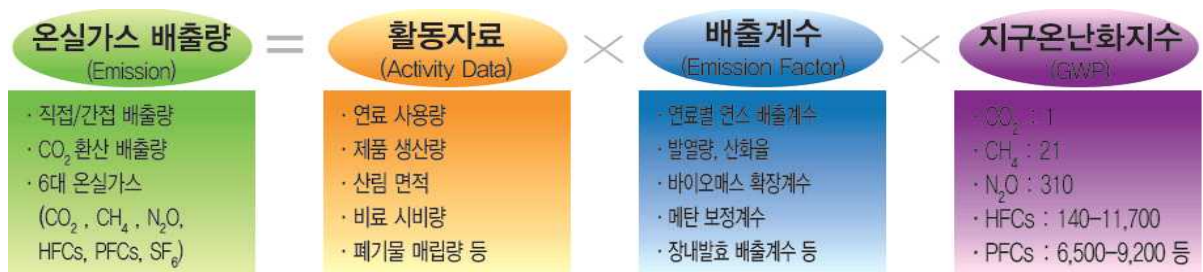 온실가스 배출량
(Emission)
=
활동자료
(Activity Data)
×
배출계수
(Emission Factor)
×
지구온난화지수
(GWP)
· 직접/간접 배출량
· CO₂ 환산 배출량
· 6대 온실가스
(CO₂ , CH₄ , N₂O,
HFCs, PFCs, SF₆)
· 연료 사용량
· 제품 생산량
· 산림 면적
· 비료 시비량
· 폐기물 매립량 등
· 연료별 연스 배출계수
· 발열량, 산화율
· 바이오매스 확장계수
· 메탄 보정계수
· 장내발효 배출계수 등
· CO₂ : 1
· CH₄ : 21
· N₂O : 310
· HFCs : 140-11,700
· PFCs : 6,500-9,200 등